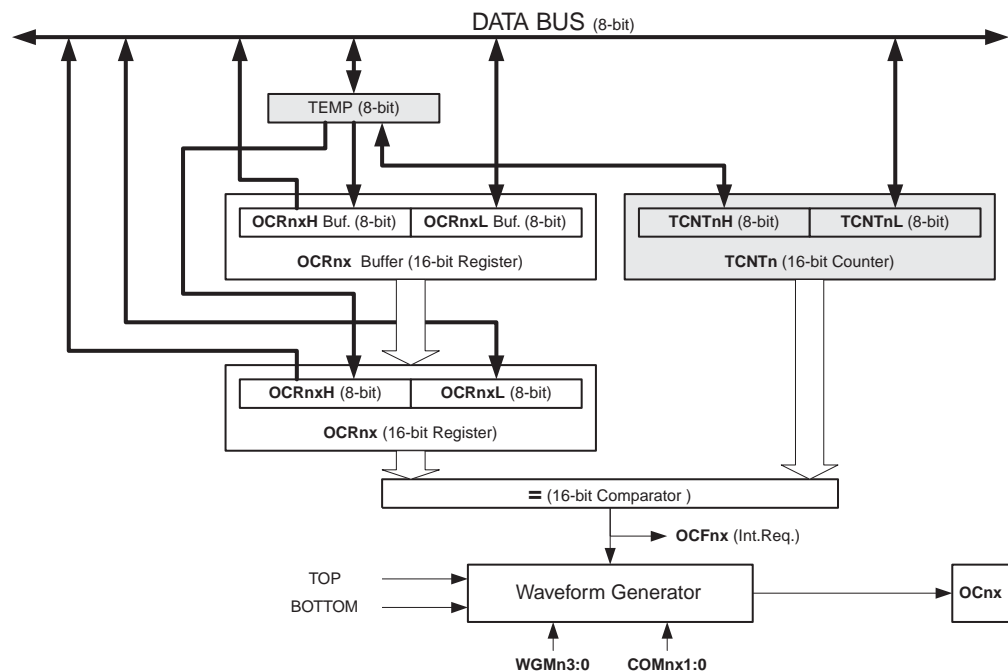 DATA BUS (8-bit)
TEMP (8-bit)
OCRnxH Buf. (8-bit) OCRnxL Buf. (8-bit)
OCRnx Buffer (16-bit Register)
TCNTnH (8-bit) TCNTnL (8-bit)
TCNTn (16-bit Counter)
OCRnxH (8-bit) OCRnxL (8-bit)
OCRnx (16-bit Register)
= (16-bit Comparator )
OCFnx (Int.Req.)
TOP
BOTTOM
Waveform Generator
OCnx
WGMn3:0 COMnx1:0